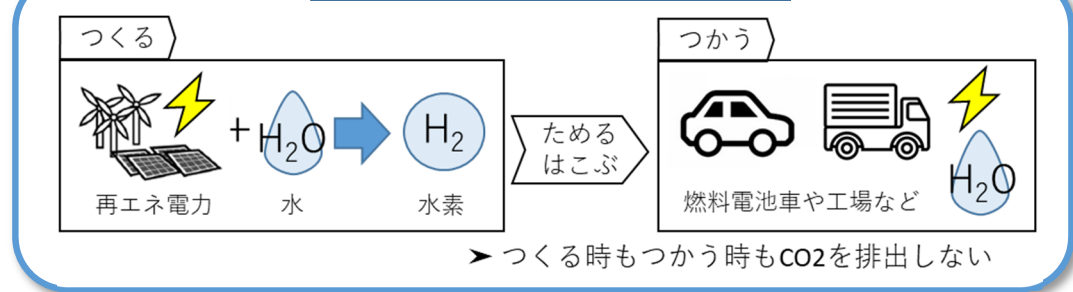 つくる
+
H2O
H2
再エネ電力
水
水素
ためる
はこぶ
つかう
燃料電池車や工場など
H2O
➤ つくる時もつかう時もCO2を排出しない